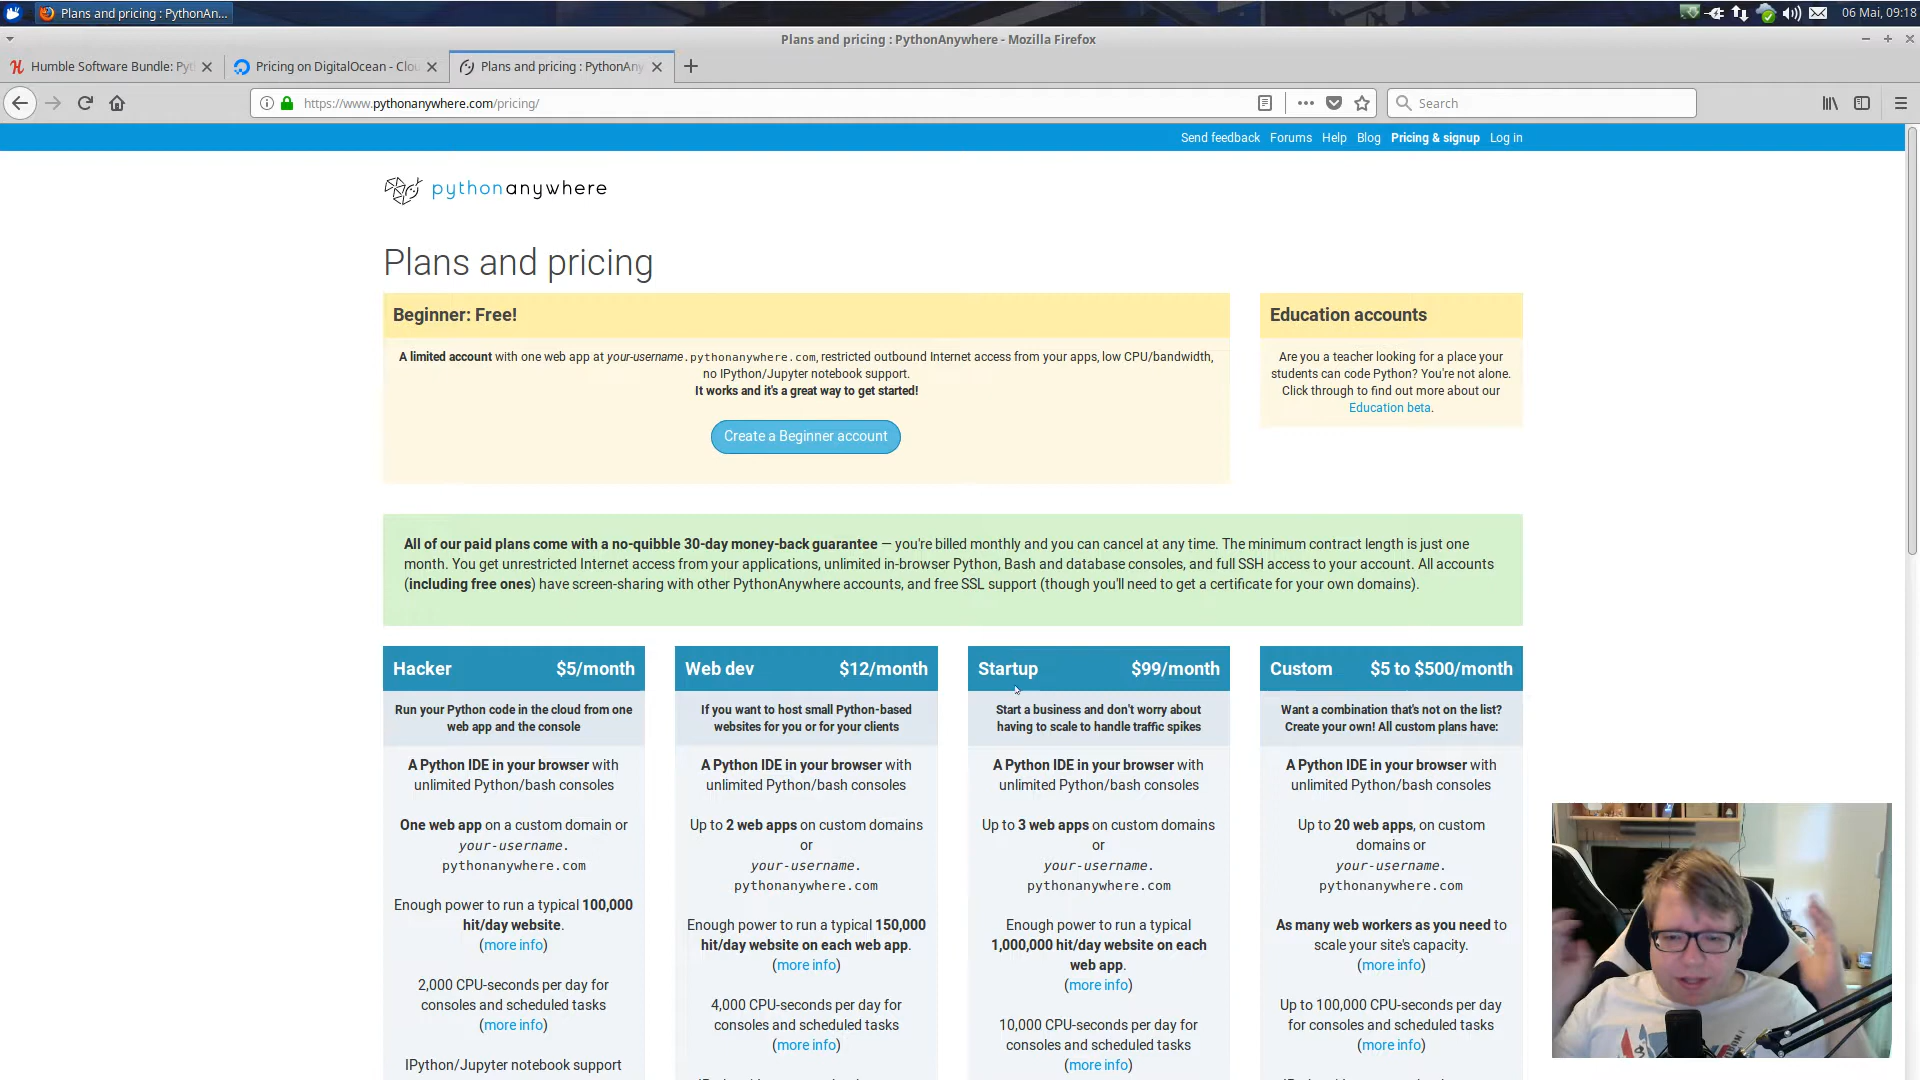 Plans and pricing : PythonAn...
06 Mai, 09:18
Plans and pricing : PythonAnywhere - Mozilla Firefox
Humble Software Bundle: Pyt
Pricing on DigitalOcean - Clou
Plans and pricing : PythonAny
https://www.pythonanywhere.com/pricing/
Search
Send feedback Forums Help Blog Pricing & signup Log in
pythonanywhere
Plans and pricing
Beginner: Free!
A limited account with one web app at your-username.pythonanywhere.com, restricted outbound Internet access from your apps, low CPU/bandwidth,
no IPython/Jupyter notebook support.
It works and it's a great way to get started!
Create a Beginner account
Education accounts
Are you a teacher looking for a place your
students can code Python? You're not alone.
Click through to find out more about our
Education beta.
All of our paid plans come with a no-quibble 30-day money-back guarantee — you're billed monthly and you can cancel at any time. The minimum contract length is just one
month. You get unrestricted Internet access from your applications, unlimited in-browser Python, Bash and database consoles, and full SSH access to your account. All accounts
(including free ones) have screen-sharing with other PythonAnywhere accounts, and free SSL support (though you'll need to get a certificate for your own domains).
Hacker $5/month
Run your Python code in the cloud from one
web app and the console
A Python IDE in your browser with
unlimited Python/bash consoles
One web app on a custom domain or
your-username.
pythonanywhere.com
Enough power to run a typical 100,000
hit/day website.
(more info)
2,000 CPU-seconds per day for
consoles and scheduled tasks
(more info)
IPython/Jupyter notebook support
Web dev $12/month
If you want to host small Python-based
websites for you or for your clients
A Python IDE in your browser with
unlimited Python/bash consoles
Up to 2 web apps on custom domains
or
your-username.
pythonanywhere.com
Enough power to run a typical 150,000
hit/day website on each web app.
(more info)
4,000 CPU-seconds per day for
consoles and scheduled tasks
(more info)
Startup $99/month
Start a business and don't worry about
having to scale to handle traffic spikes
A Python IDE in your browser with
unlimited Python/bash consoles
Up to 3 web apps on custom domains
or
your-username.
pythonanywhere.com
Enough power to run a typical
1,000,000 hit/day website on each
web app.
(more info)
10,000 CPU-seconds per day for
consoles and scheduled tasks
(more info)
Custom $5 to $500/month
Want a combination that's not on the list?
Create your own! All custom plans have:
A Python IDE in your browser with
unlimited Python/bash consoles
Up to 20 web apps, on custom
domains or
your-username.
pythonanywhere.com
As many web workers as you need to
scale your site's capacity.
(more info)
Up to 100,000 CPU-seconds per day
for consoles and scheduled tasks
(more info)